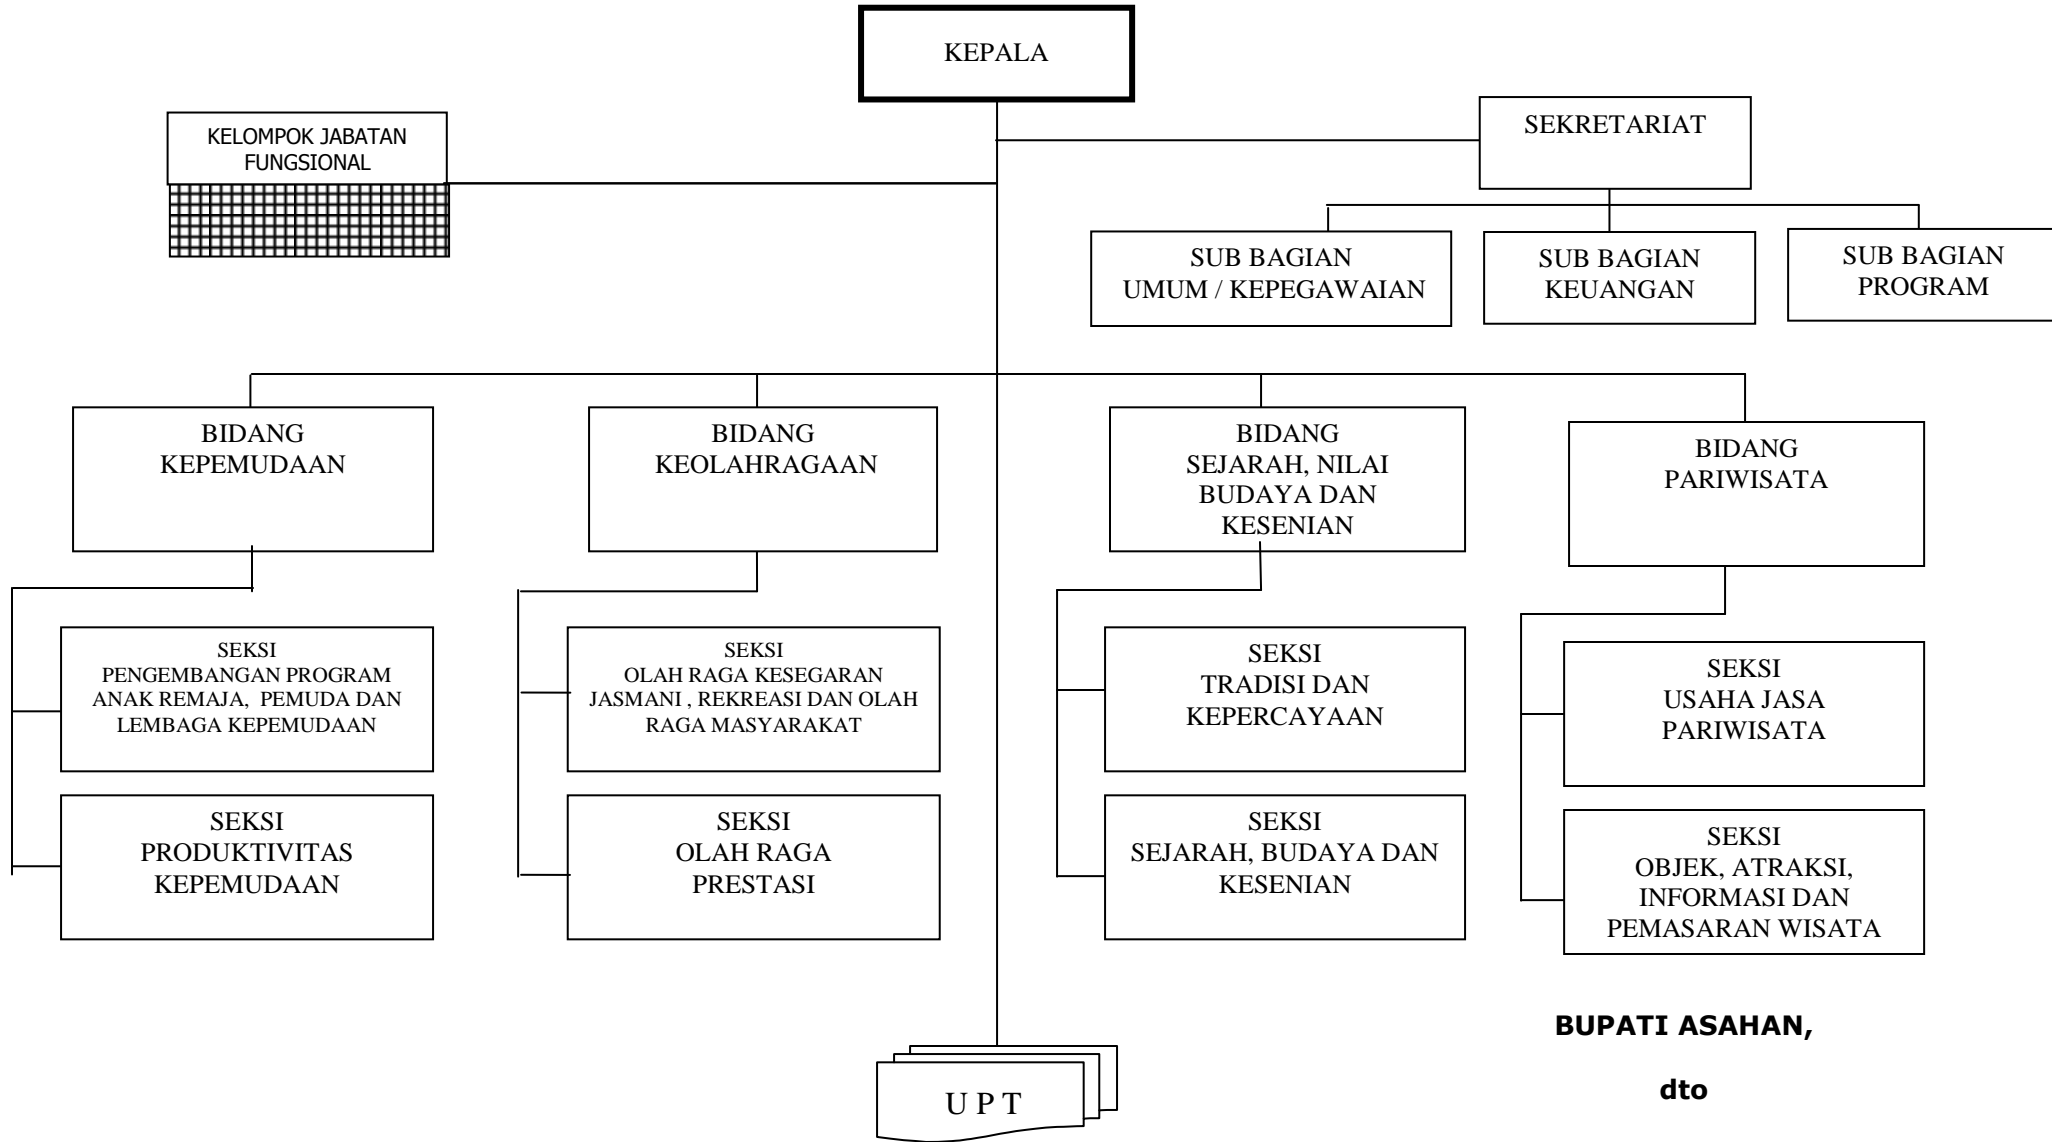 KEPALA
KELOMPOK JABATAN
FUNGSIONAL
SEKRETARIAT
SUB BAGIAN
UMUM / KEPEGAWAIAN
SUB BAGIAN
KEUANGAN
SUB BAGIAN
PROGRAM
BIDANG
KEPEMUDAAN
BIDANG
KEOLAHRAGAAN
BIDANG
SEJARAH, NILAI
BUDAYA DAN
KESENIAN
BIDANG
PARIWISATA
SEKSI
PENGEMBANGAN PROGRAM
ANAK REMAJA, PEMUDA DAN
LEMBAGA KEPEMUDAAN
SEKSI
OLAH RAGA KESEGARAN
JASMANI , REKREASI DAN OLAH
RAGA MASYARAKAT
SEKSI
TRADISI DAN
KEPERCAYAAN
SEKSI
USAHA JASA
PARIWISATA
SEKSI
PRODUKTIVITAS
KEPEMUDAAN
SEKSI
OLAH RAGA
PRESTASI
SEKSI
SEJARAH, BUDAYA DAN
KESENIAN
SEKSI
OBJEK, ATRAKSI,
INFORMASI DAN
PEMASARAN WISATA
BUPATI ASAHAN,
dto
U P T